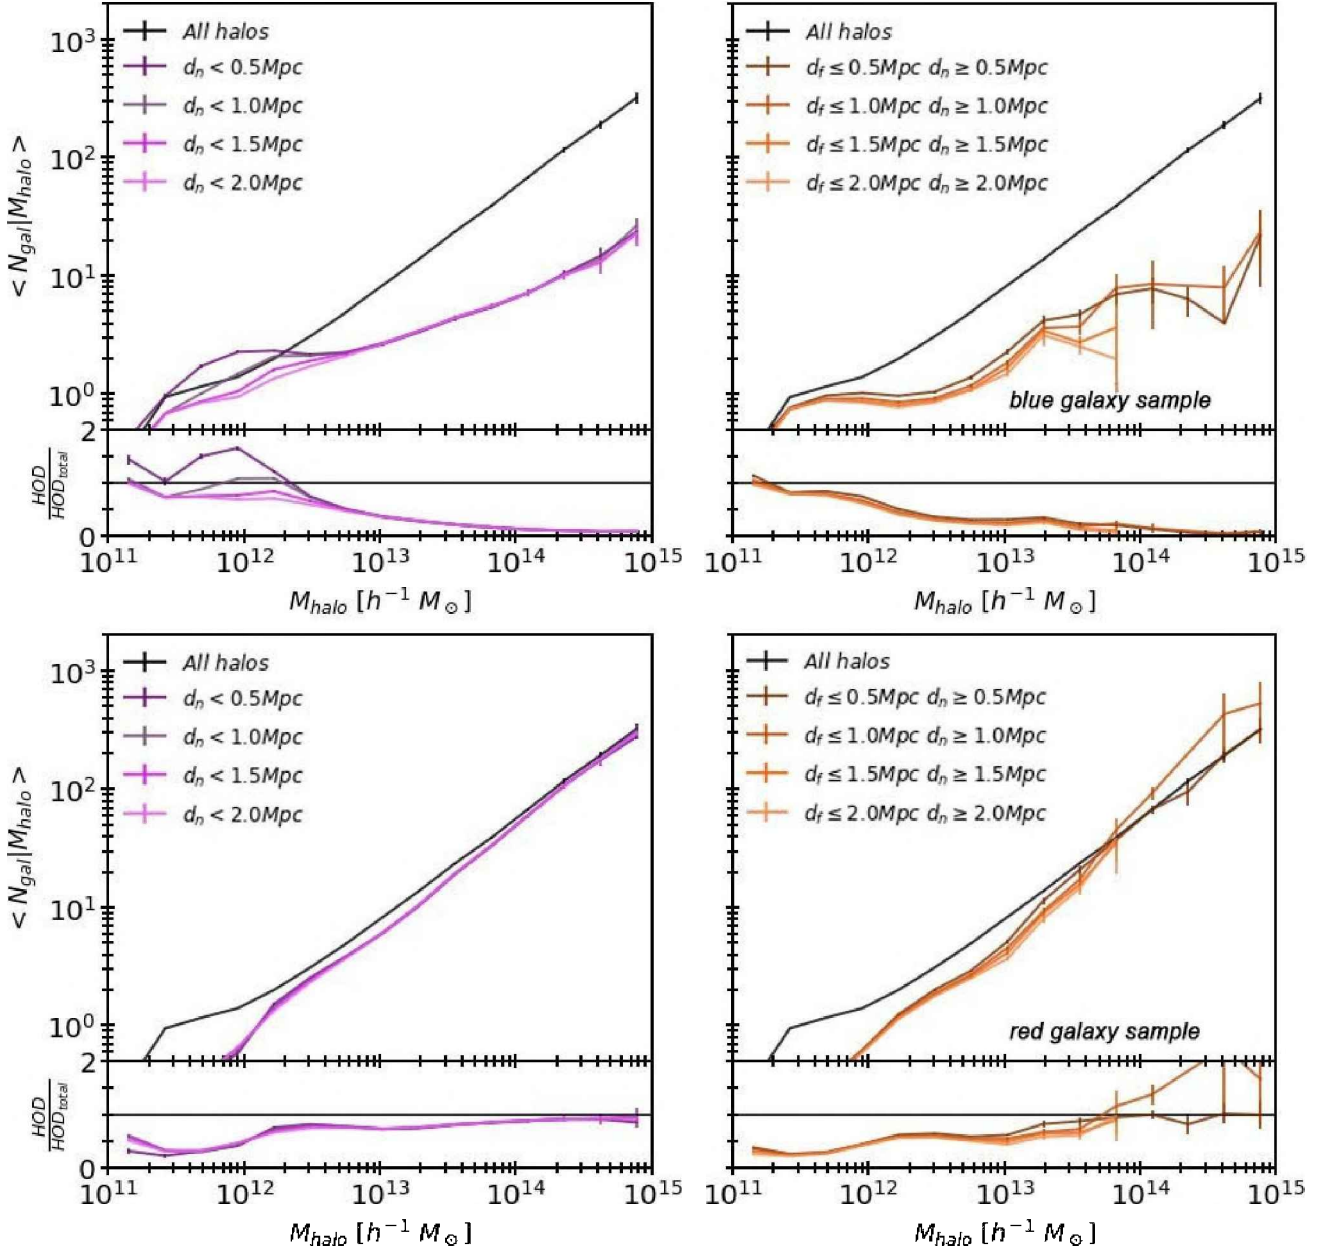 All halos
d_n < 0.5Mpc
d_n < 1.0Mpc
d_n < 1.5Mpc
d_n < 2.0Mpc
< N_gal|M_halo >
10^3
10^2
10^1
10^0
2
0
HOD/HOD_total
10^11 10^12 10^13 10^14 10^15
M_halo [h^-1 M_⊙]
All halos
d_f ≤ 0.5Mpc d_n ≥ 0.5Mpc
d_f ≤ 1.0Mpc d_n ≥ 1.0Mpc
d_f ≤ 1.5Mpc d_n ≥ 1.5Mpc
d_f ≤ 2.0Mpc d_n ≥ 2.0Mpc
blue galaxy sample
10^11 10^12 10^13 10^14 10^15
M_halo [h^-1 M_⊙]
All halos
d_n < 0.5Mpc
d_n < 1.0Mpc
d_n < 1.5Mpc
d_n < 2.0Mpc
< N_gal|M_halo >
10^3
10^2
10^1
10^0
2
0
HOD/HOD_total
10^11 10^12 10^13 10^14 10^15
M_halo [h^-1 M_⊙]
All halos
d_f ≤ 0.5Mpc d_n ≥ 0.5Mpc
d_f ≤ 1.0Mpc d_n ≥ 1.0Mpc
d_f ≤ 1.5Mpc d_n ≥ 1.5Mpc
d_f ≤ 2.0Mpc d_n ≥ 2.0Mpc
red galaxy sample
10^11 10^12 10^13 10^14 10^15
M_halo [h^-1 M_⊙]